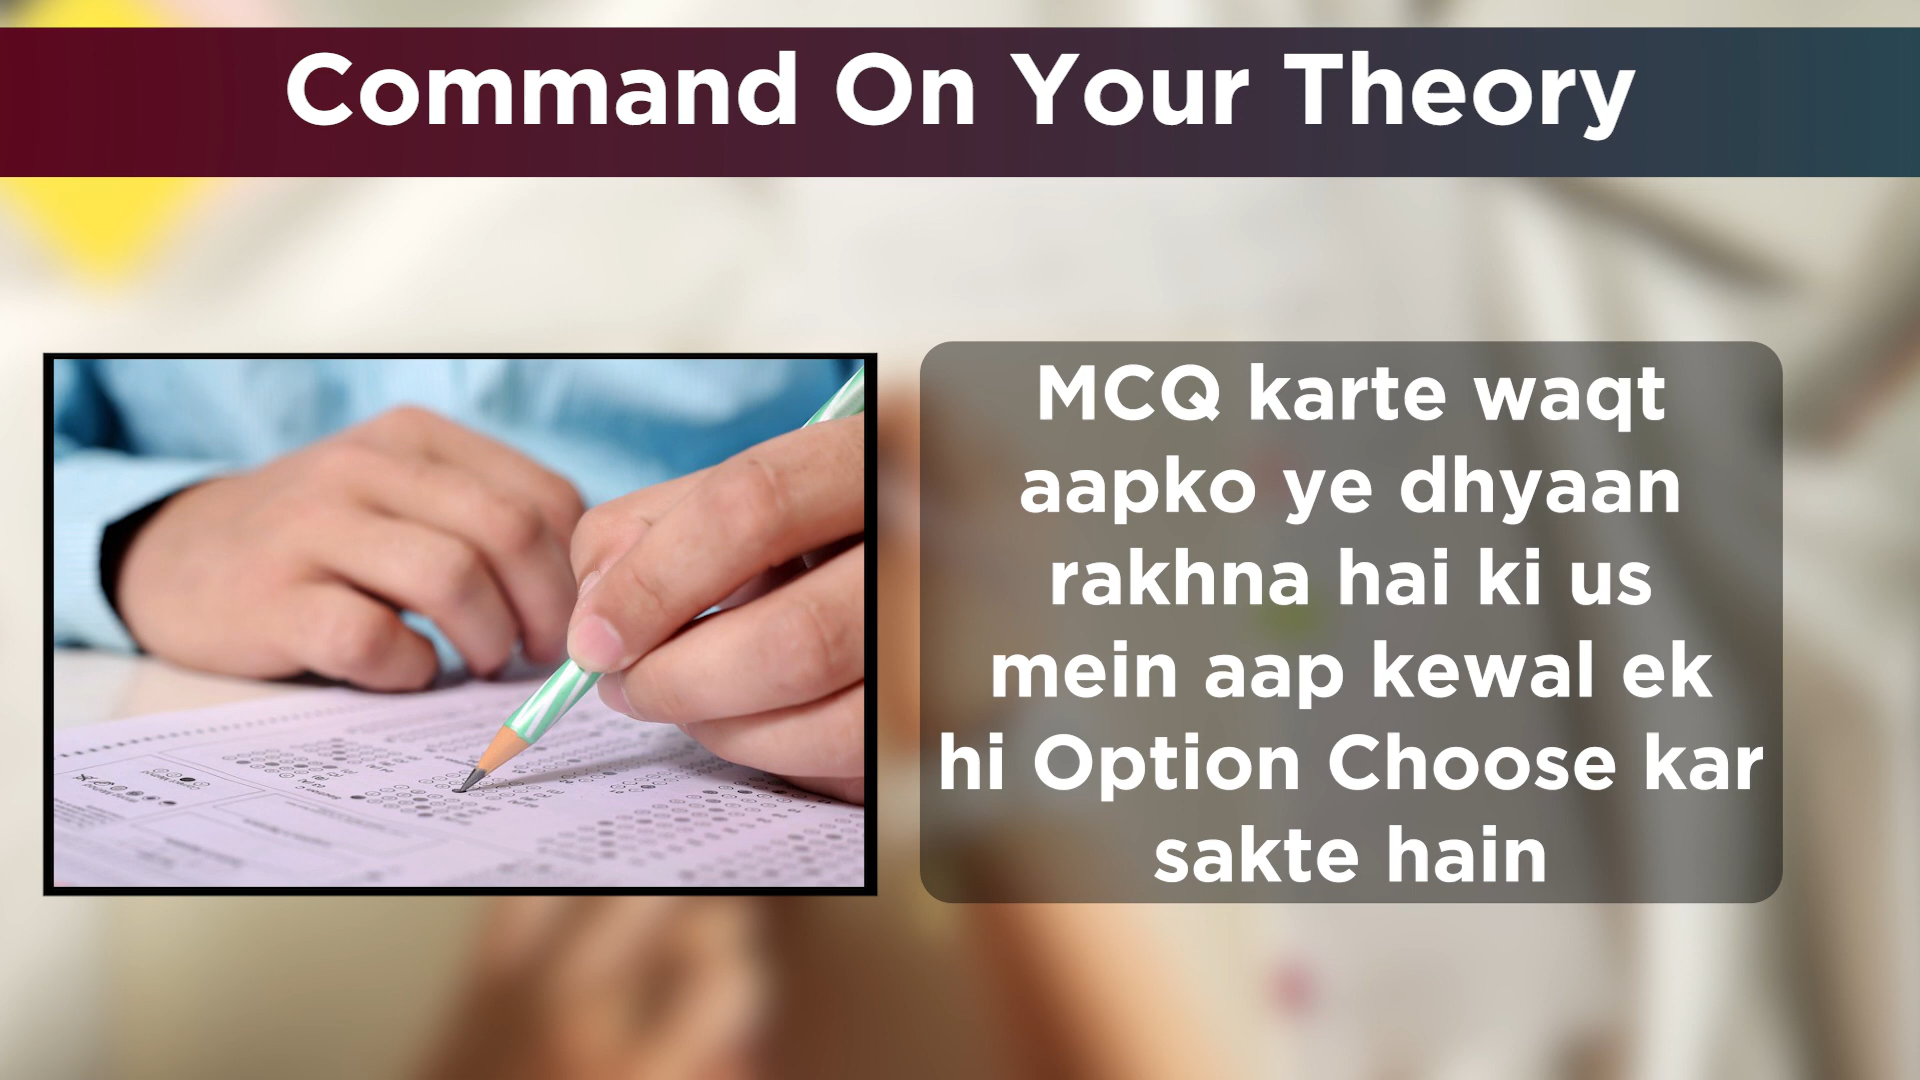 Command On Your Theory
MCQ karte waqt
aapko ye dhyaan
rakhna hai ki us
mein aap kewal ek
hi Option Choose kar
sakte hain